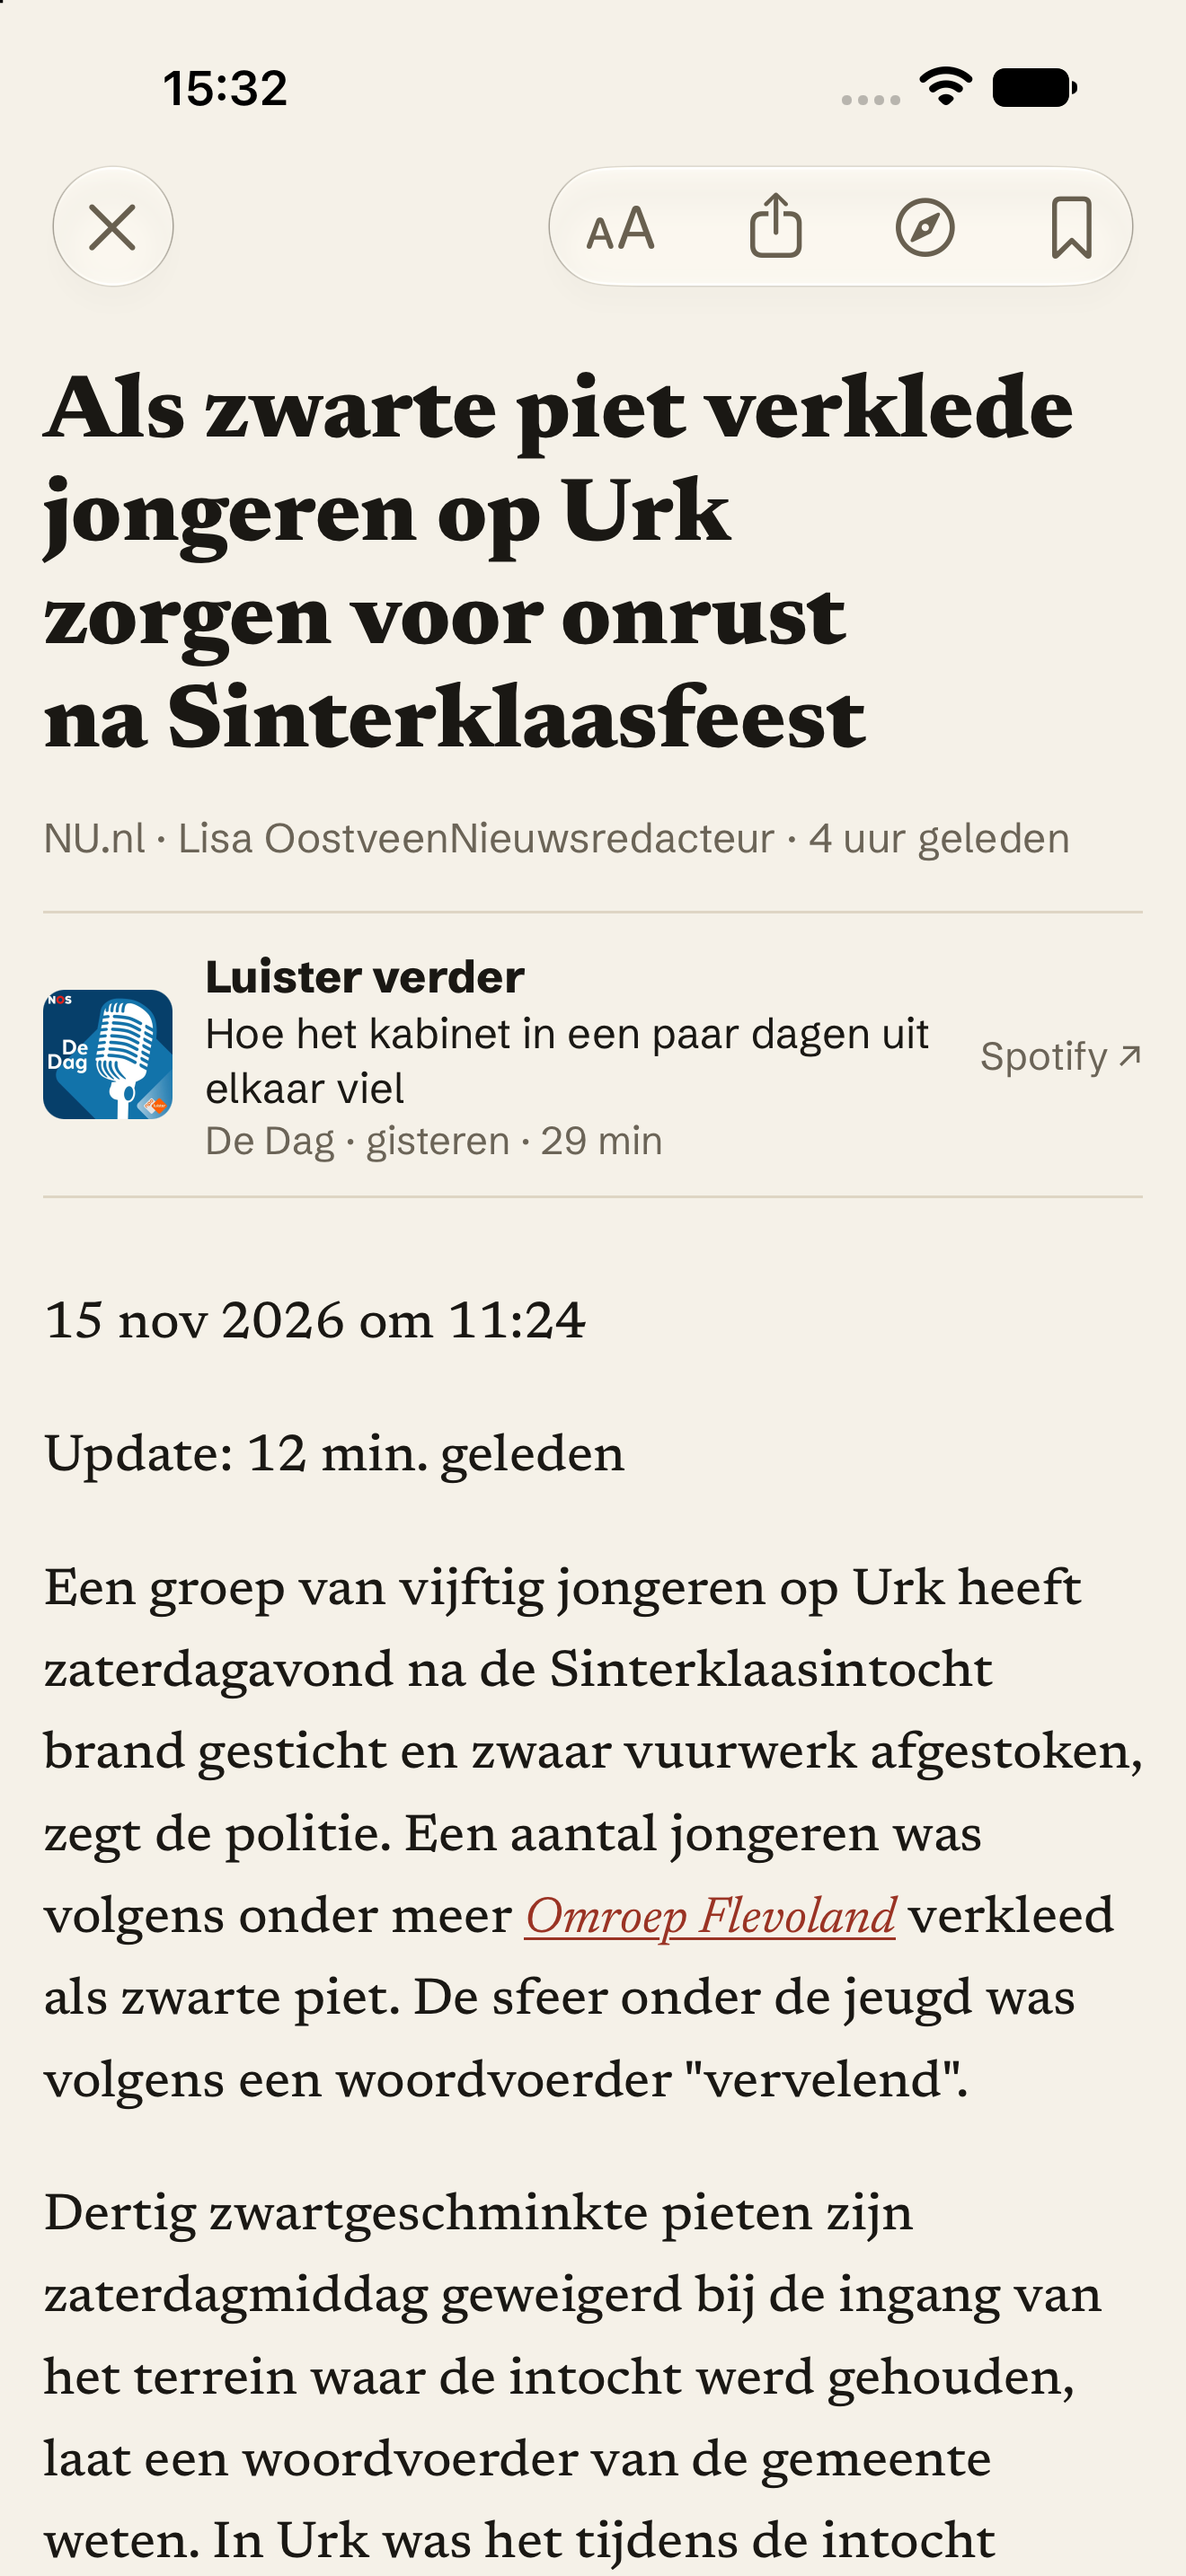 15:32
AA
Als zwarte piet verklede
jongeren op Urk
zorgen voor onrust
na Sinterklaasfeest
NU.nl · Lisa OostveenNieuwsredacteur · 4 uur geleden
NOS
De
Dag
Luister verder
Hoe het kabinet in een paar dagen uit
elkaar viel
De Dag · gisteren · 29 min
Spotify ↗
15 nov 2026 om 11:24
Update: 12 min. geleden
Een groep van vijftig jongeren op Urk heeft
zaterdagavond na de Sinterklaasintocht
brand gesticht en zwaar vuurwerk afgestoken,
zegt de politie. Een aantal jongeren was
volgens onder meer Omroep Flevoland verkleed
als zwarte piet. De sfeer onder de jeugd was
volgens een woordvoerder "vervelend".
Dertig zwartgeschminkte pieten zijn
zaterdagmiddag geweigerd bij de ingang van
het terrein waar de intocht werd gehouden,
laat een woordvoerder van de gemeente
weten. In Urk was het tijdens de intocht